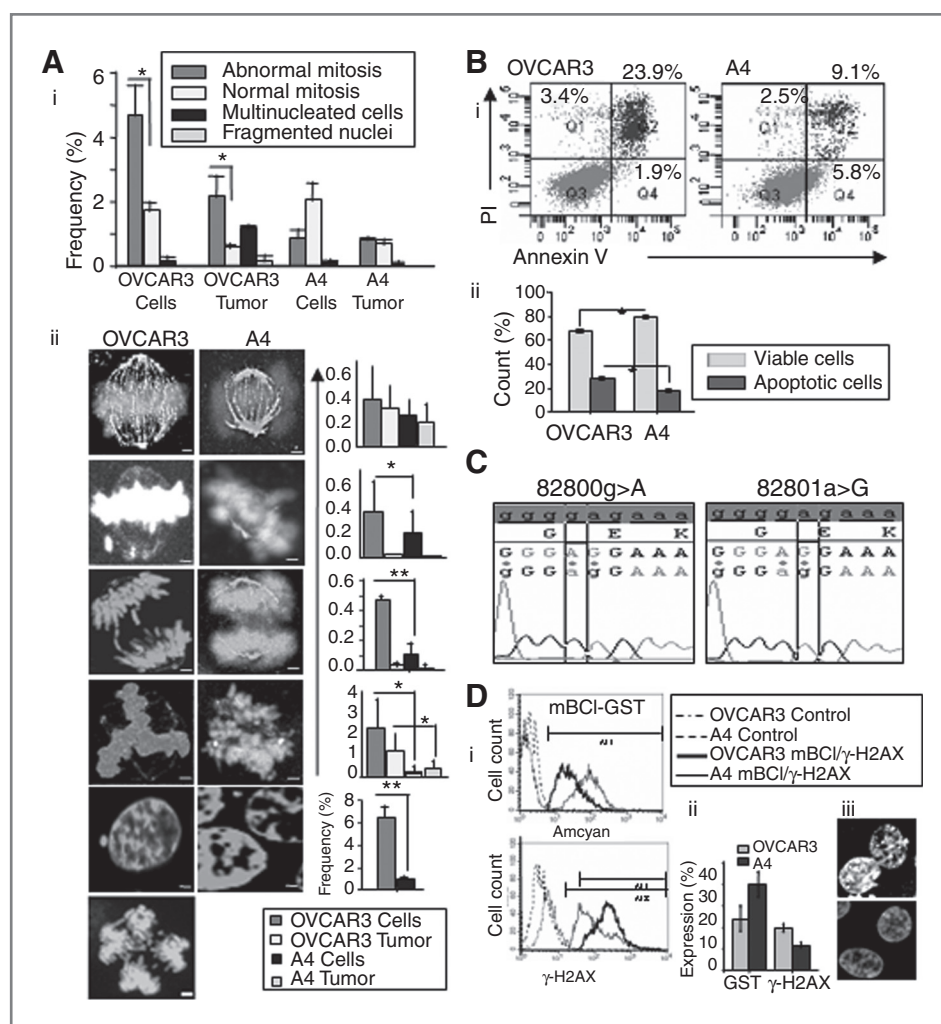 A
i
Abnormal mitosis
Normal mitosis
Multinucleated cells
Fragmented nuclei
Frequency (%)
6
4
2
0
*
*
OVCAR3 Cells
OVCAR3 Tumor
A4 Cells
A4 Tumor
ii
OVCAR3
A4
0.6
0.4
0.2
0.0
*
0.6
0.4
0.2
0.0
**
0.6
0.4
0.2
0.0
*
*
4
3
2
1
0
**
8
6
4
2
0
Frequency (%)
OVCAR3 Cells
OVCAR3 Tumor
A4 Cells
A4 Tumor
B
i
OVCAR3
23.9%
3.4%
Q1
Q3
1.9%
Q4
A4
9.1%
2.5%
Q1
Q3
5.8%
Q4
PI
Annexin V
ii
Count (%)
100
80
60
40
20
0
OVCAR3
A4
Viable cells
Apoptotic cells
C
82800g>A
g g g g a g a a a
G E K
G G G A G G A A A
g G G a g G A A A
82801a>G
g g g g a g a a a
G E K
G G G A G G A A A
g G G a g G A A A
D
i
mBCl-GST
Cell count
Amcyan
Cell count
γ-H2AX
OVCAR3 Control
A4 Control
OVCAR3 mBCl/γ-H2AX
A4 mBCl/γ-H2AX
ii
OVCAR3
A4
Expression (%)
40
30
20
10
0
GST
γ-H2AX
iii